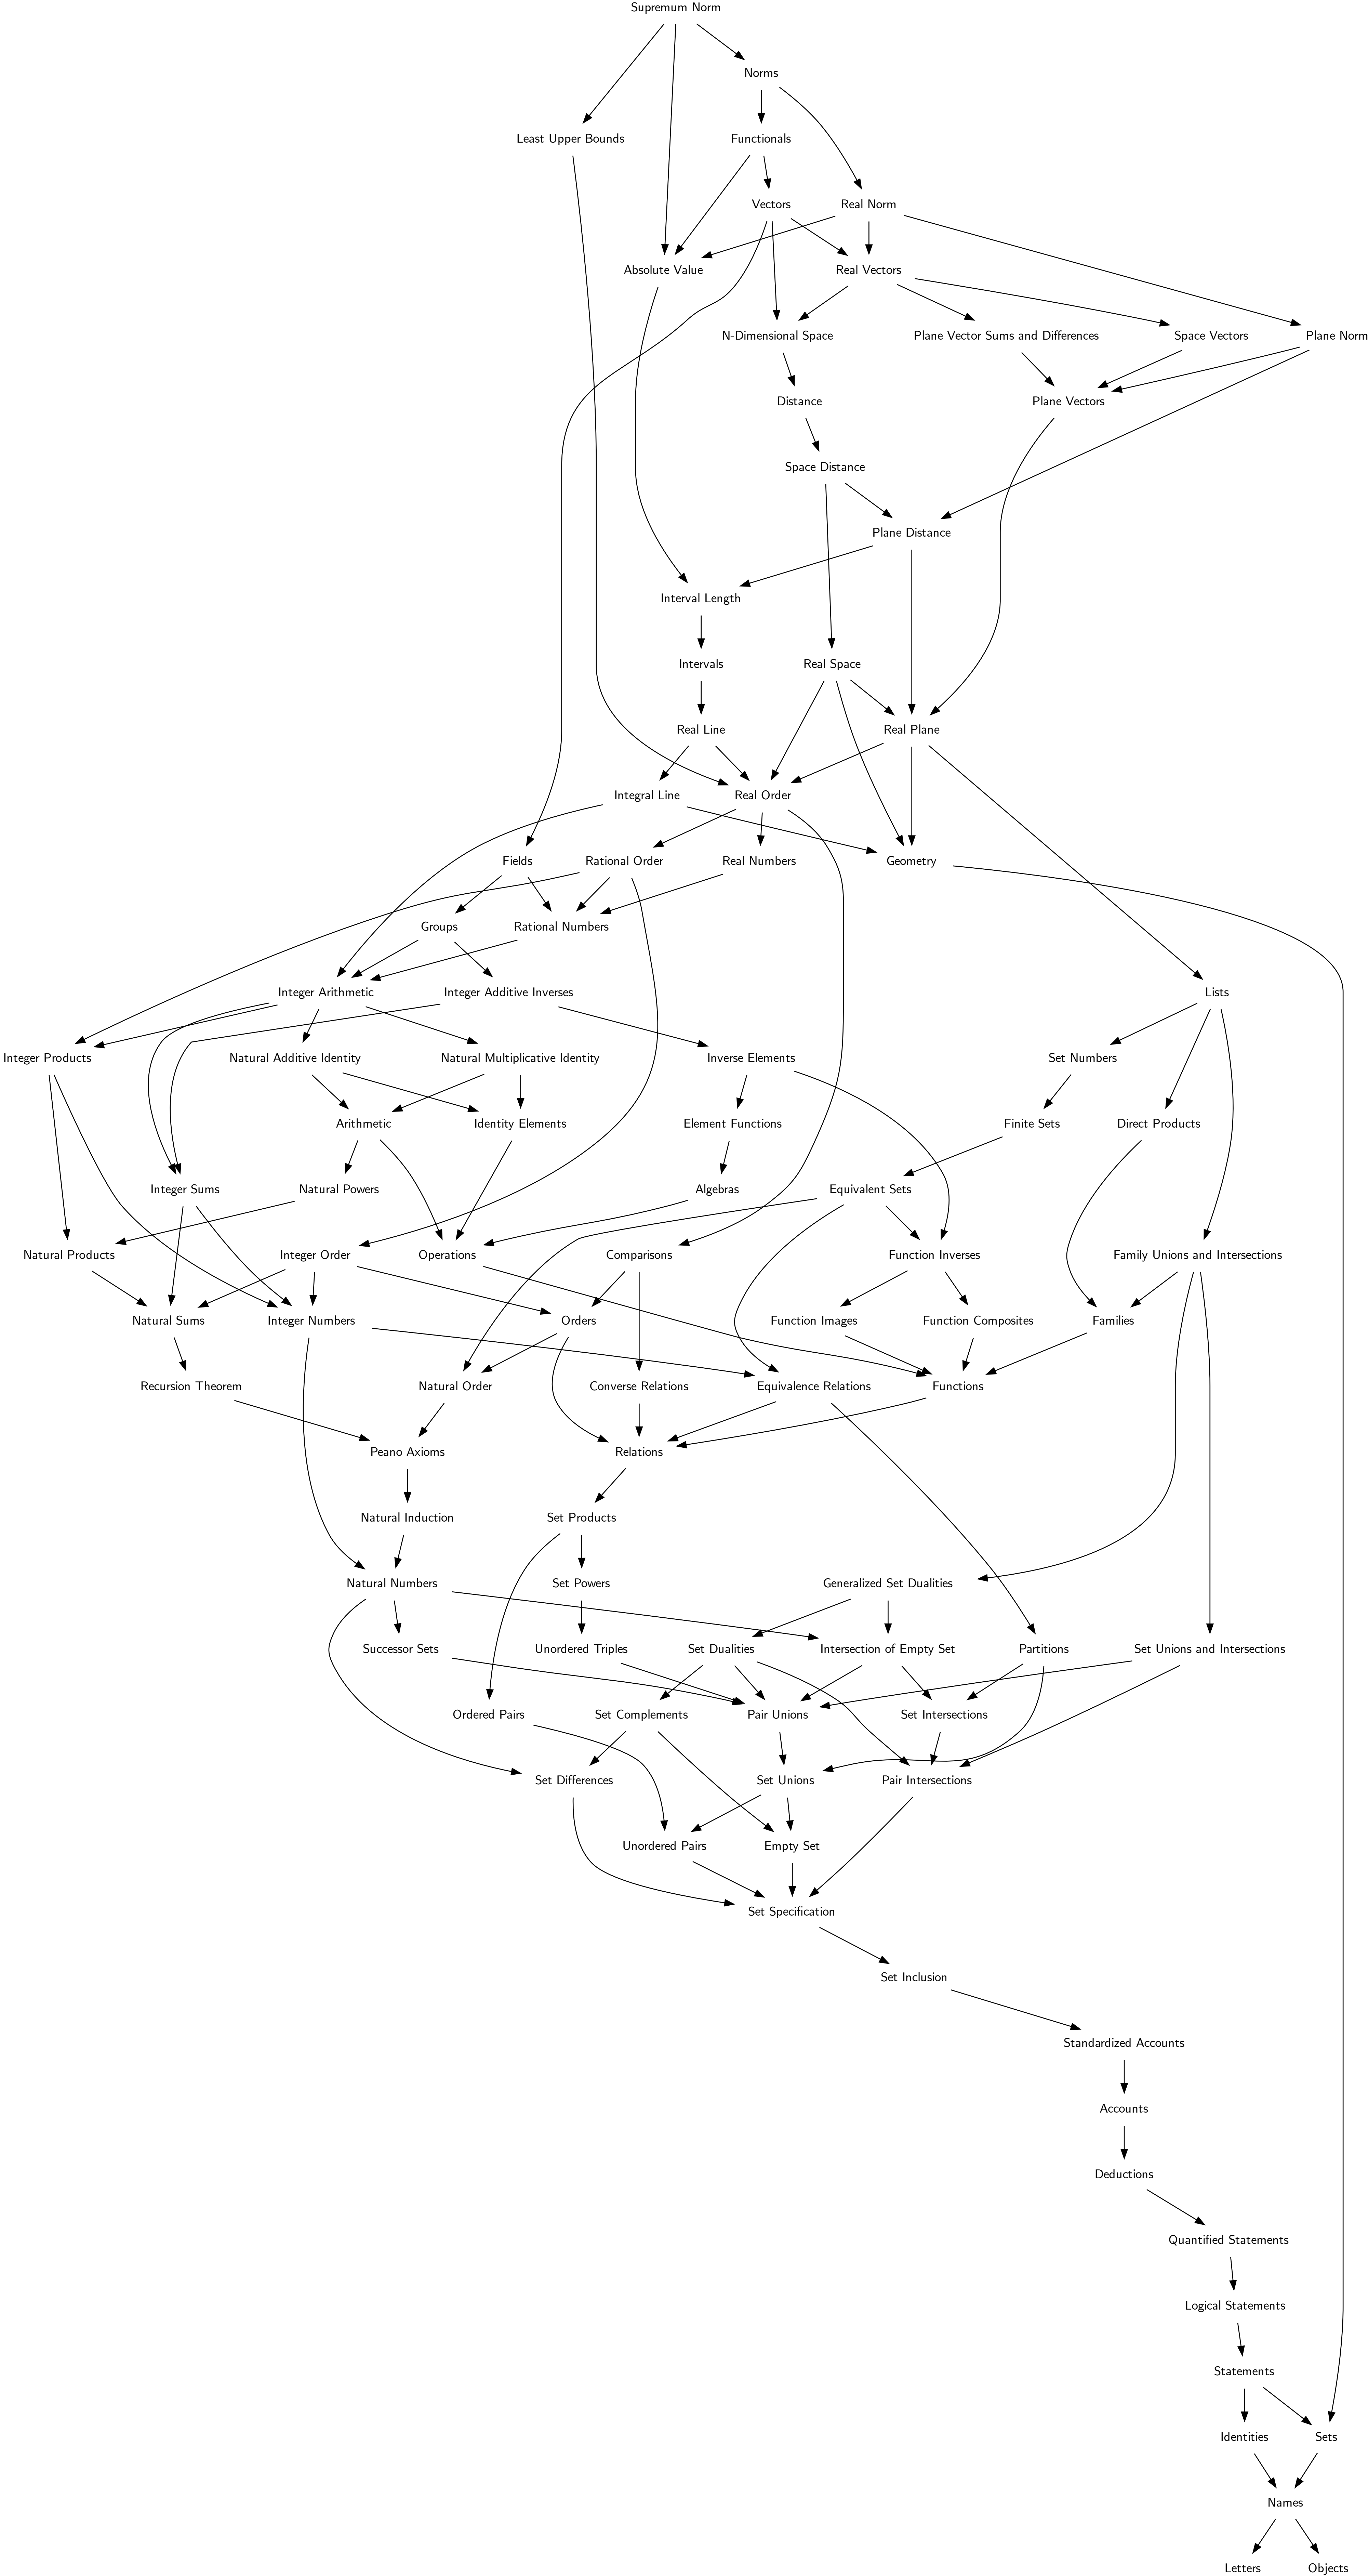 Supremum Norm
Norms
Least Upper Bounds
Functionals
Vectors
Real Norm
Absolute Value
Real Vectors
N-Dimensional Space
Plane Vector Sums and Differences
Space Vectors
Plane Norm
Distance
Plane Vectors
Space Distance
Plane Distance
Interval Length
Intervals
Real Space
Real Line
Real Plane
Integral Line
Real Order
Fields
Rational Order
Real Numbers
Geometry
Groups
Rational Numbers
Integer Arithmetic
Integer Additive Inverses
Lists
Integer Products
Natural Additive Identity
Natural Multiplicative Identity
Inverse Elements
Set Numbers
Arithmetic
Identity Elements
Element Functions
Finite Sets
Direct Products
Integer Sums
Natural Powers
Algebras
Equivalent Sets
Natural Products
Integer Order
Operations
Comparisons
Function Inverses
Family Unions and Intersections
Natural Sums
Integer Numbers
Orders
Function Images
Function Composites
Families
Recursion Theorem
Natural Order
Converse Relations
Equivalence Relations
Functions
Peano Axioms
Relations
Natural Induction
Set Products
Natural Numbers
Set Powers
Generalized Set Dualities
Successor Sets
Unordered Triples
Set Dualities
Intersection of Empty Set
Partitions
Set Unions and Intersections
Ordered Pairs
Set Complements
Pair Unions
Set Intersections
Set Differences
Set Unions
Pair Intersections
Unordered Pairs
Empty Set
Set Specification
Set Inclusion
Standardized Accounts
Accounts
Deductions
Quantified Statements
Logical Statements
Statements
Identities
Sets
Names
Letters
Objects